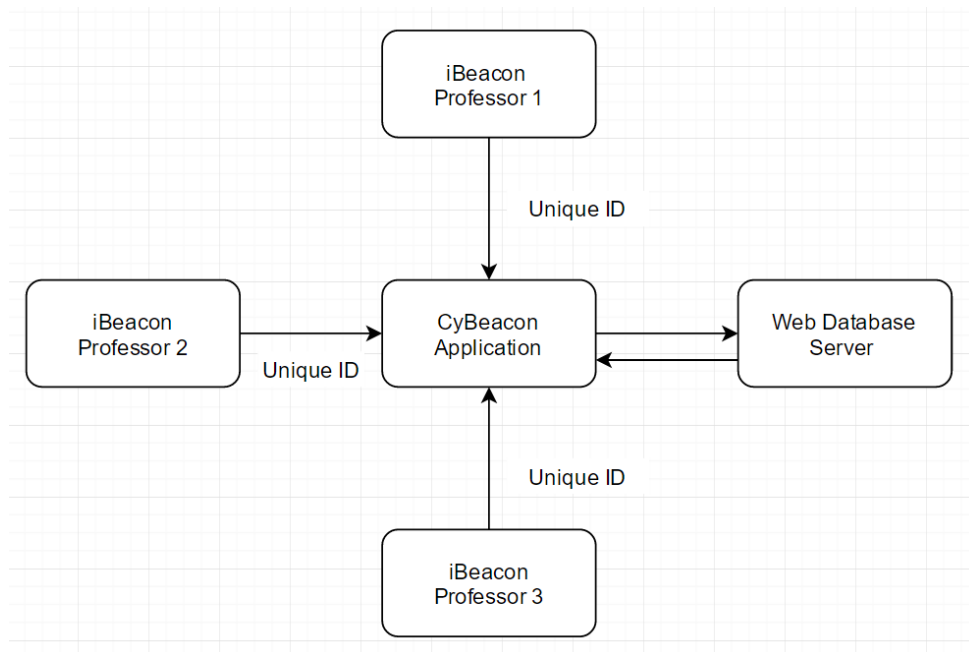 iBeacon
Professor 1
Unique ID
iBeacon
Professor 2
Unique ID
CyBeacon
Application
Web Database
Server
Unique ID
iBeacon
Professor 3